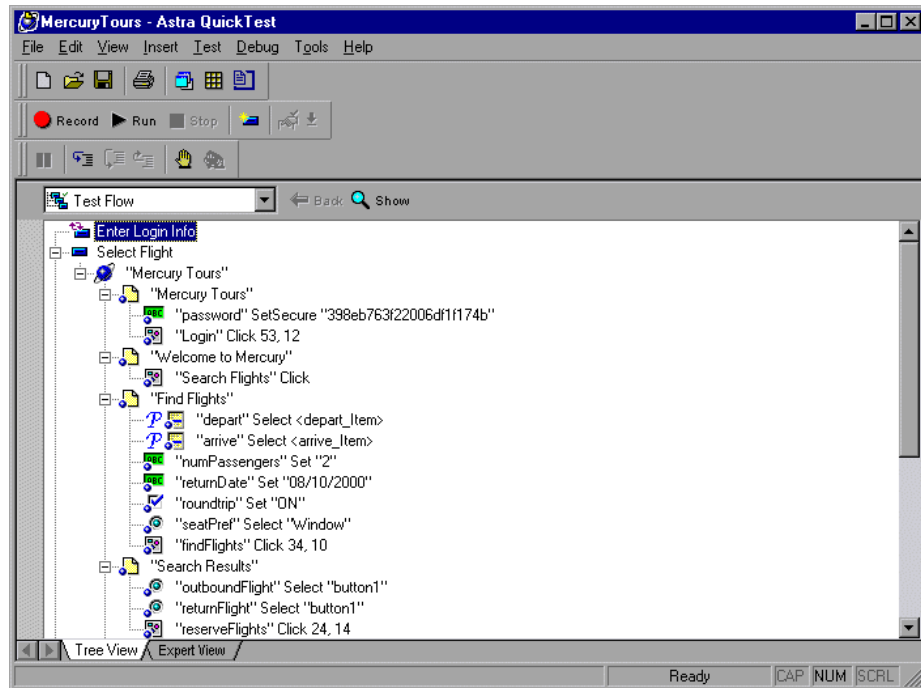 MercuryTours - Astra QuickTest
File Edit View Insert Test Debug Tools Help
Record Run Stop
Test Flow Back Show
Enter Login Info
Select Flight
"Mercury Tours"
"Mercury Tours"
"password" SetSecure "398eb763f22006df1f174b"
"Login" Click 53, 12
"Welcome to Mercury"
"Search Flights" Click
"Find Flights"
"depart" Select <depart_Item>
"arrive" Select <arrive_Item>
"numPassengers" Set "2"
"returnDate" Set "08/10/2000"
"roundtrip" Set "ON"
"seatPref" Select "Window"
"findFlights" Click 34, 10
"Search Results"
"outboundFlight" Select "button1"
"returnFlight" Select "button1"
"reserveFlights" Click 24, 14
Tree View Expert View
Ready CAP NUM SCRL